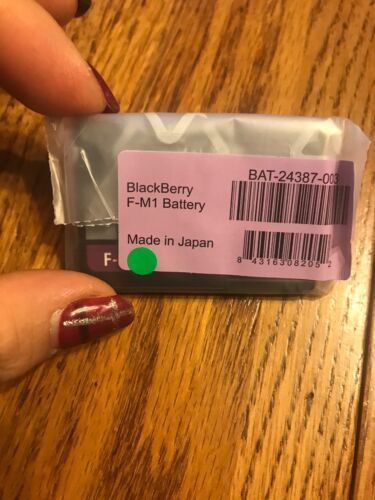 BAT-24387-003
BlackBerry
F-M1 Battery
Made in Japan
8 43163 08205 2
F-